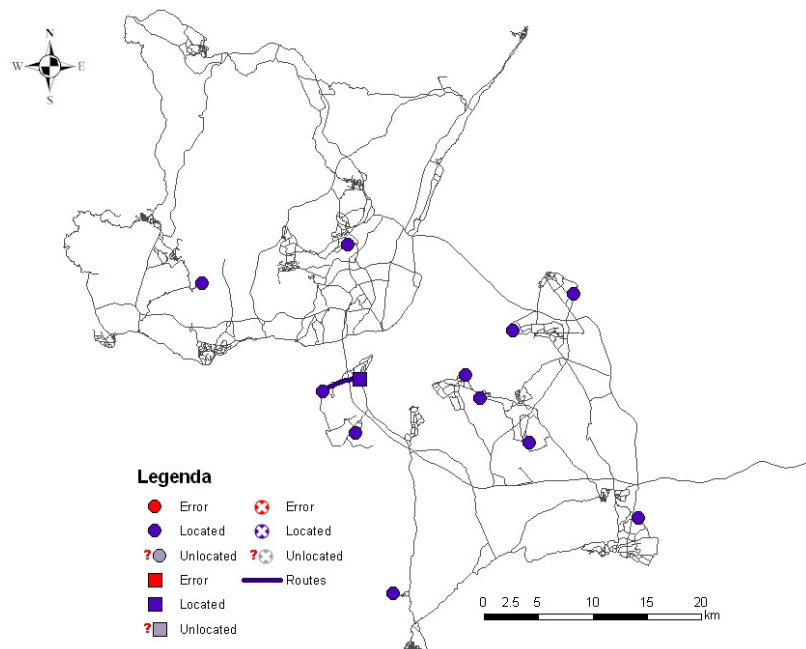 N
W E
S
Legenda
Error Error
Located Located
? Unlocated ? Unlocated
Error Routes
Located
? Unlocated
0 2.5 5 10 15 20
km